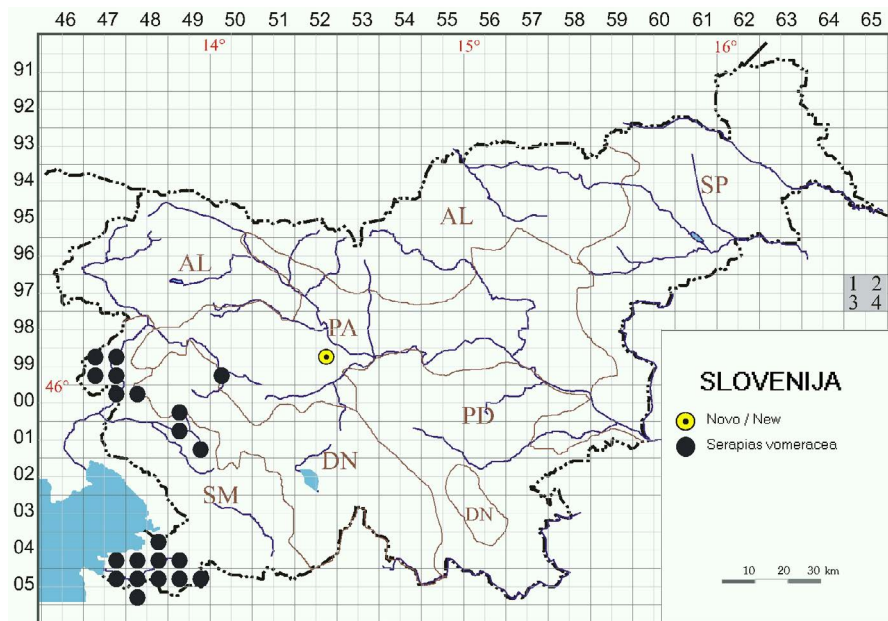 46 47 48 49 50 51 52 53 54 55 56 57 58 59 60 61 62 63 64 65
14° 15° 16°
91
92
93
94
95
96
97
98
99
46°
00
01
02
03
04
05
SP
AL
AL
1 2
3 4
PA
SLOVENIJA
Novo / New
PD
Serapias vomeracea
DN
SM
DN
10 20 30 km